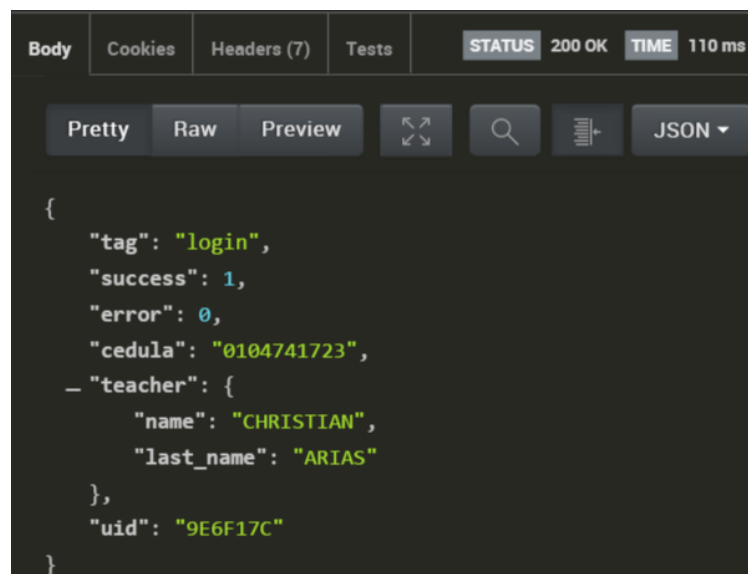 Body Cookies Headers (7) Tests STATUS 200 OK TIME 110 ms
Pretty Raw Preview JSON
{
"tag": "login",
"success": 1,
"error": 0,
"cedula": "0104741723",
"teacher": {
"name": "CHRISTIAN",
"last_name": "ARIAS"
},
"uid": "9E6F17C"
}